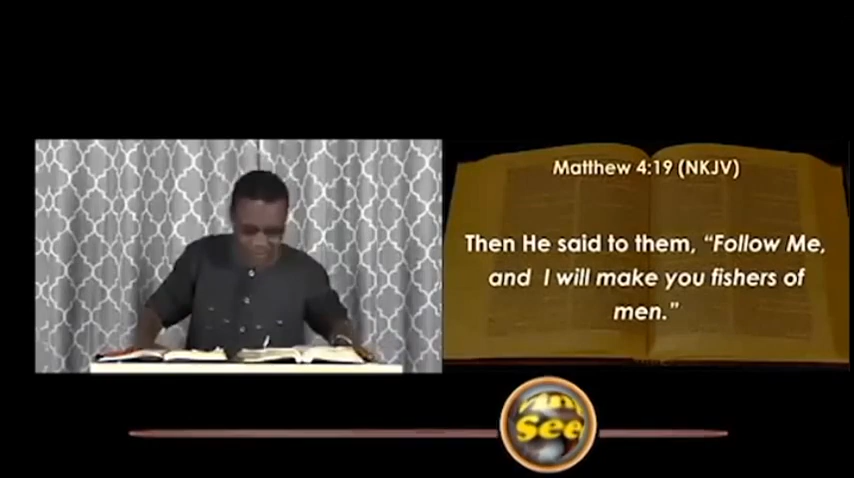 Matthew 4:19 (NKJV)
Then He said to them, “Follow Me,
and I will make you fishers of
men.”
See